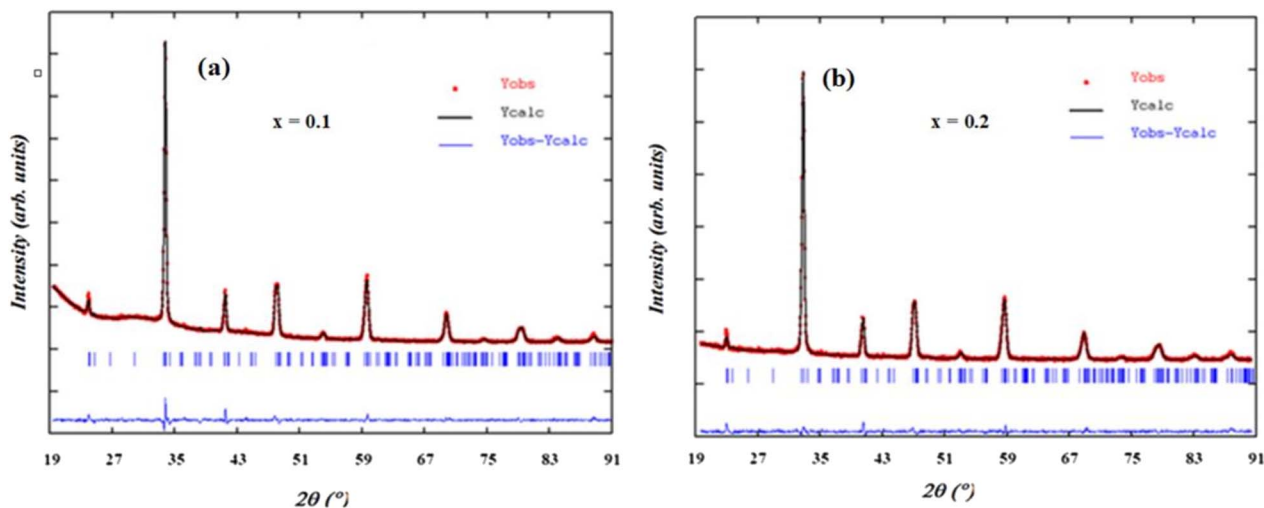 (a)
Yobs
Ycalc
Yobs-Ycalc
x = 0.1
Intensity (arb. units)
19 27 35 43 51 59 67 75 83 91
2θ (°)
(b)
Yobs
Ycalc
Yobs-Ycalc
x = 0.2
Intensity (arb. units)
19 27 35 43 51 59 67 75 83 91
2θ (°)